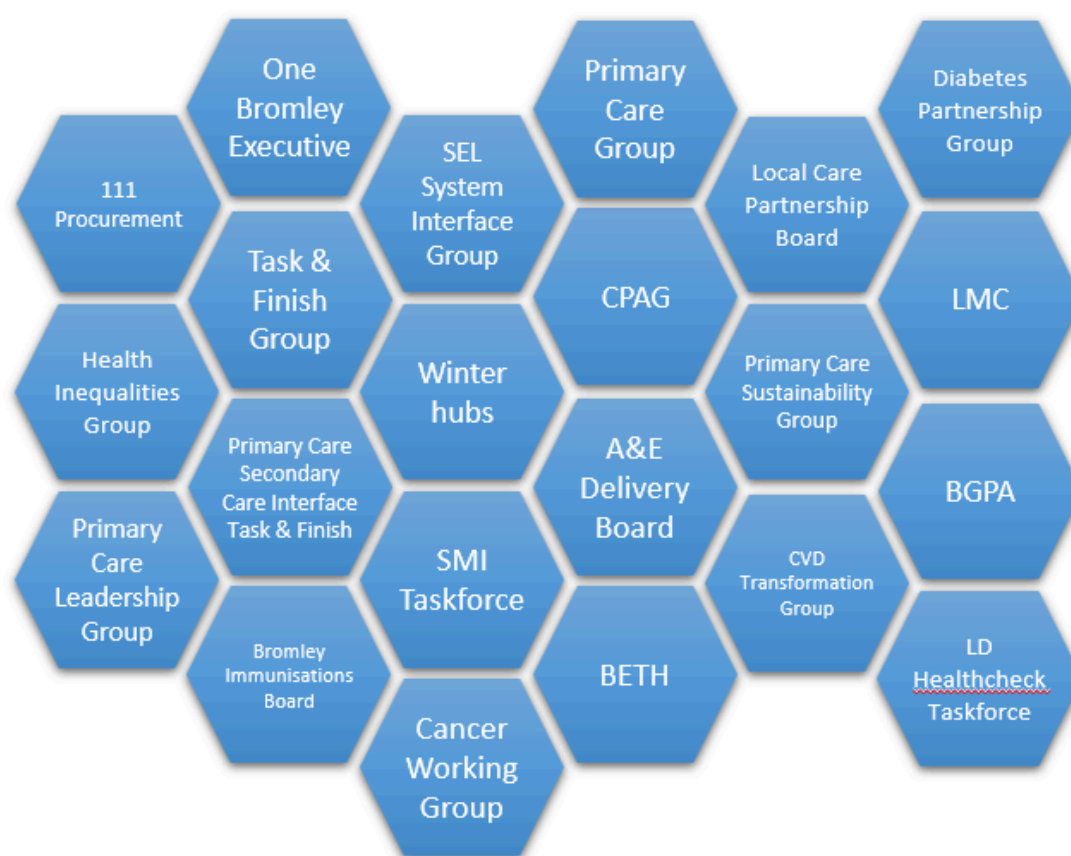 One
Bromley
Executive
Primary
Care
Group
Diabetes
Partnership
Group
111
Procurement
SEL
System
Interface
Group
Local Care
Partnership
Board
Task &
Finish
Group
CPAG
LMC
Health
Inequalities
Group
Winter
hubs
Primary Care
Sustainability
Group
Primary Care
Secondary
Care Interface
Task & Finish
A&E
Delivery
Board
BGPA
Primary
Care
Leadership
Group
SMI
Taskforce
CVD
Transformation
Group
Bromley
Immunisations
Board
BETH
LD
Healthcheck
Taskforce
Cancer
Working
Group